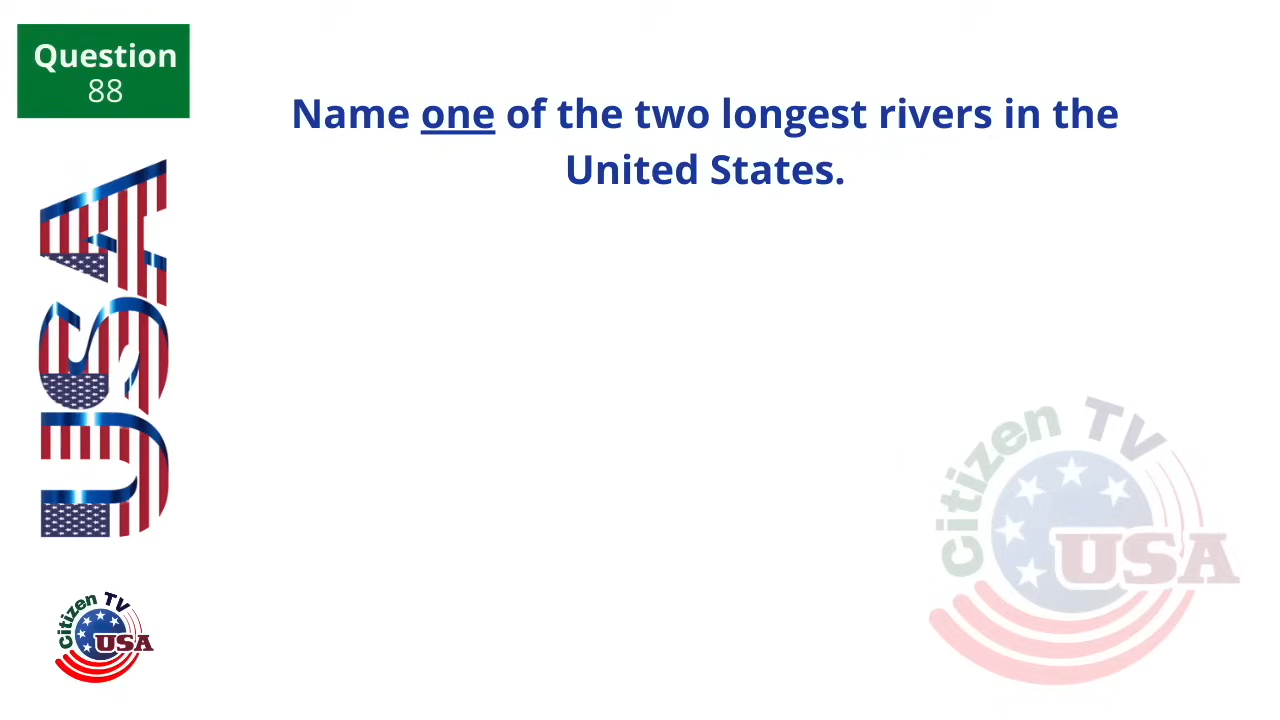 Question
88
Name one of the two longest rivers in the
United States.
USA
Citizen TV
USA
Citizen TV
USA